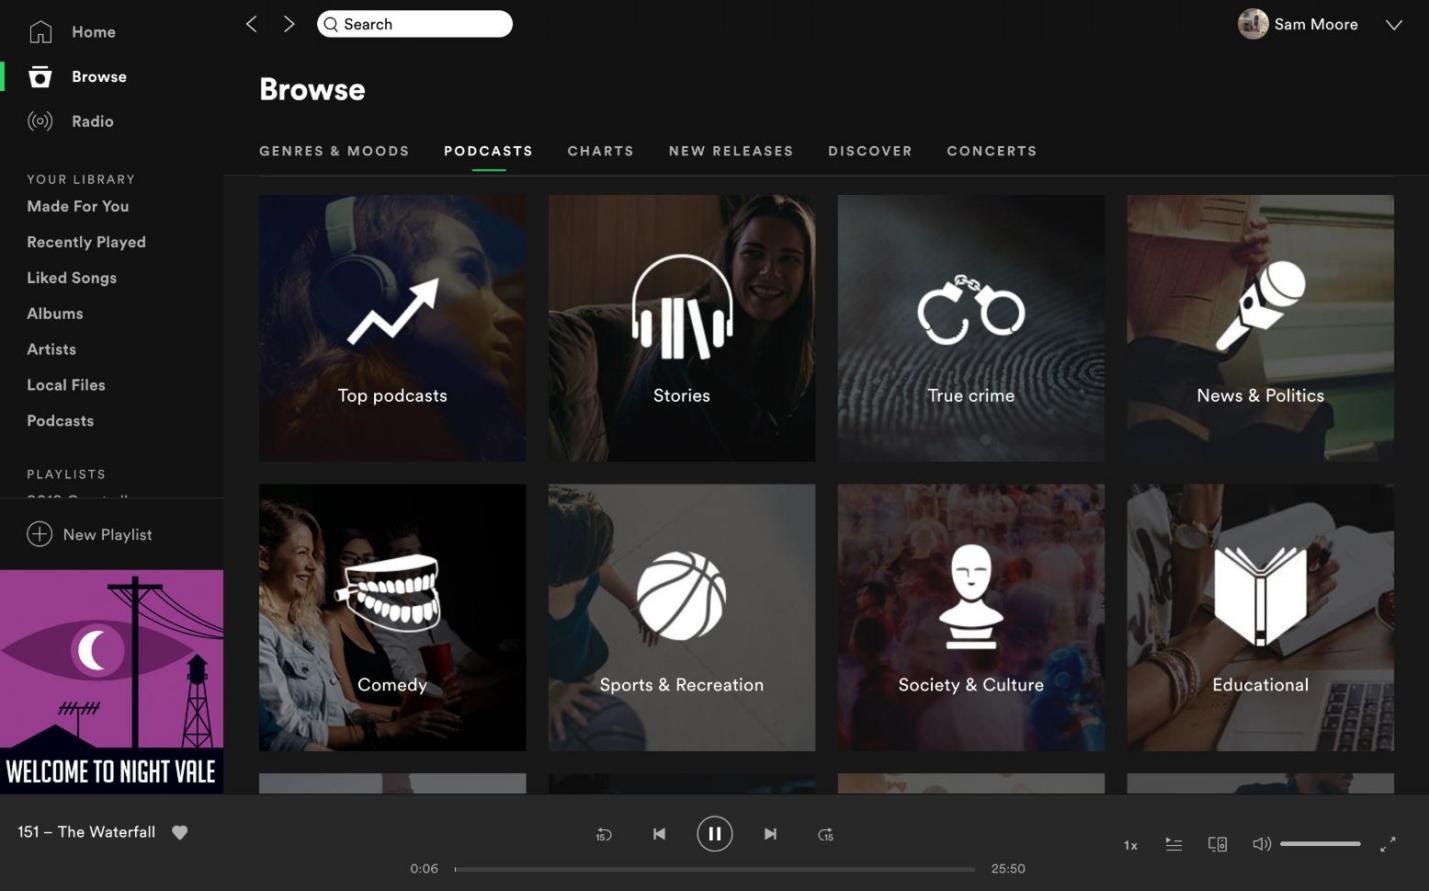 Home
Browse
Radio
YOUR LIBRARY
Made For You
Recently Played
Liked Songs
Albums
Artists
Local Files
Podcasts
PLAYLISTS
New Playlist
WELCOME TO NIGHT VALE
Search
Sam Moore
Browse
GENRES & MOODS PODCASTS CHARTS NEW RELEASES DISCOVER CONCERTS
Top podcasts
Stories
True crime
News & Politics
Comedy
Sports & Recreation
Society & Culture
Educational
151 – The Waterfall
15
15
0:06
25:50
1x